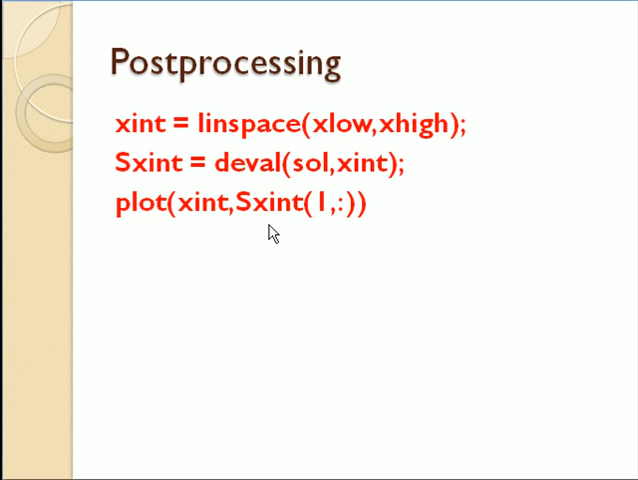 Postprocessing
xint = linspace(xlow,xhigh);
Sxint = deval(sol,xint);
plot(xint,Sxint(1,:))